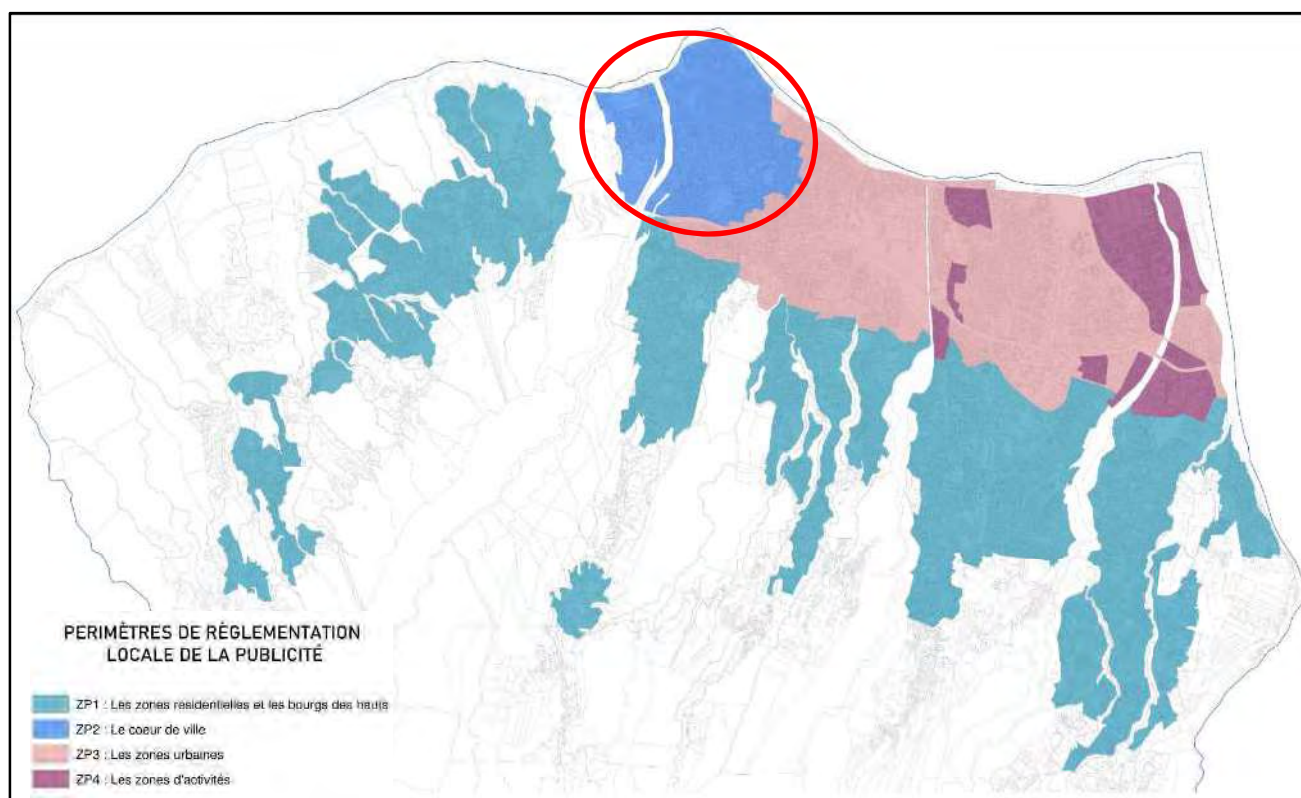 PERIMÈTRES DE RÉGLEMENTATION
LOCALE DE LA PUBLICITÉ
ZP1 : Les zones résidentielles et les bourgs des hauts
ZP2 : Le coeur de ville
ZP3 : Les zones urbaines
ZP4 : Les zones d'activités